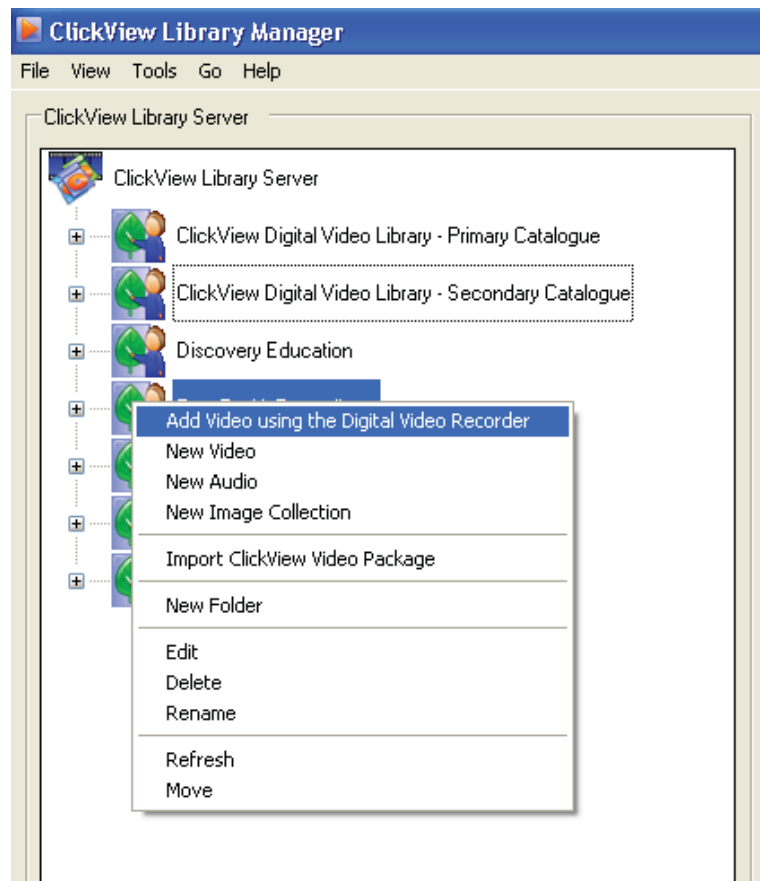 ClickView Library Manager
File View Tools Go Help
ClickView Library Server
ClickView Library Server
ClickView Digital Video Library - Primary Catalogue
ClickView Digital Video Library - Secondary Catalogue
Discovery Education
Add Video using the Digital Video Recorder
New Video
New Audio
New Image Collection
Import ClickView Video Package
New Folder
Edit
Delete
Rename
Refresh
Move